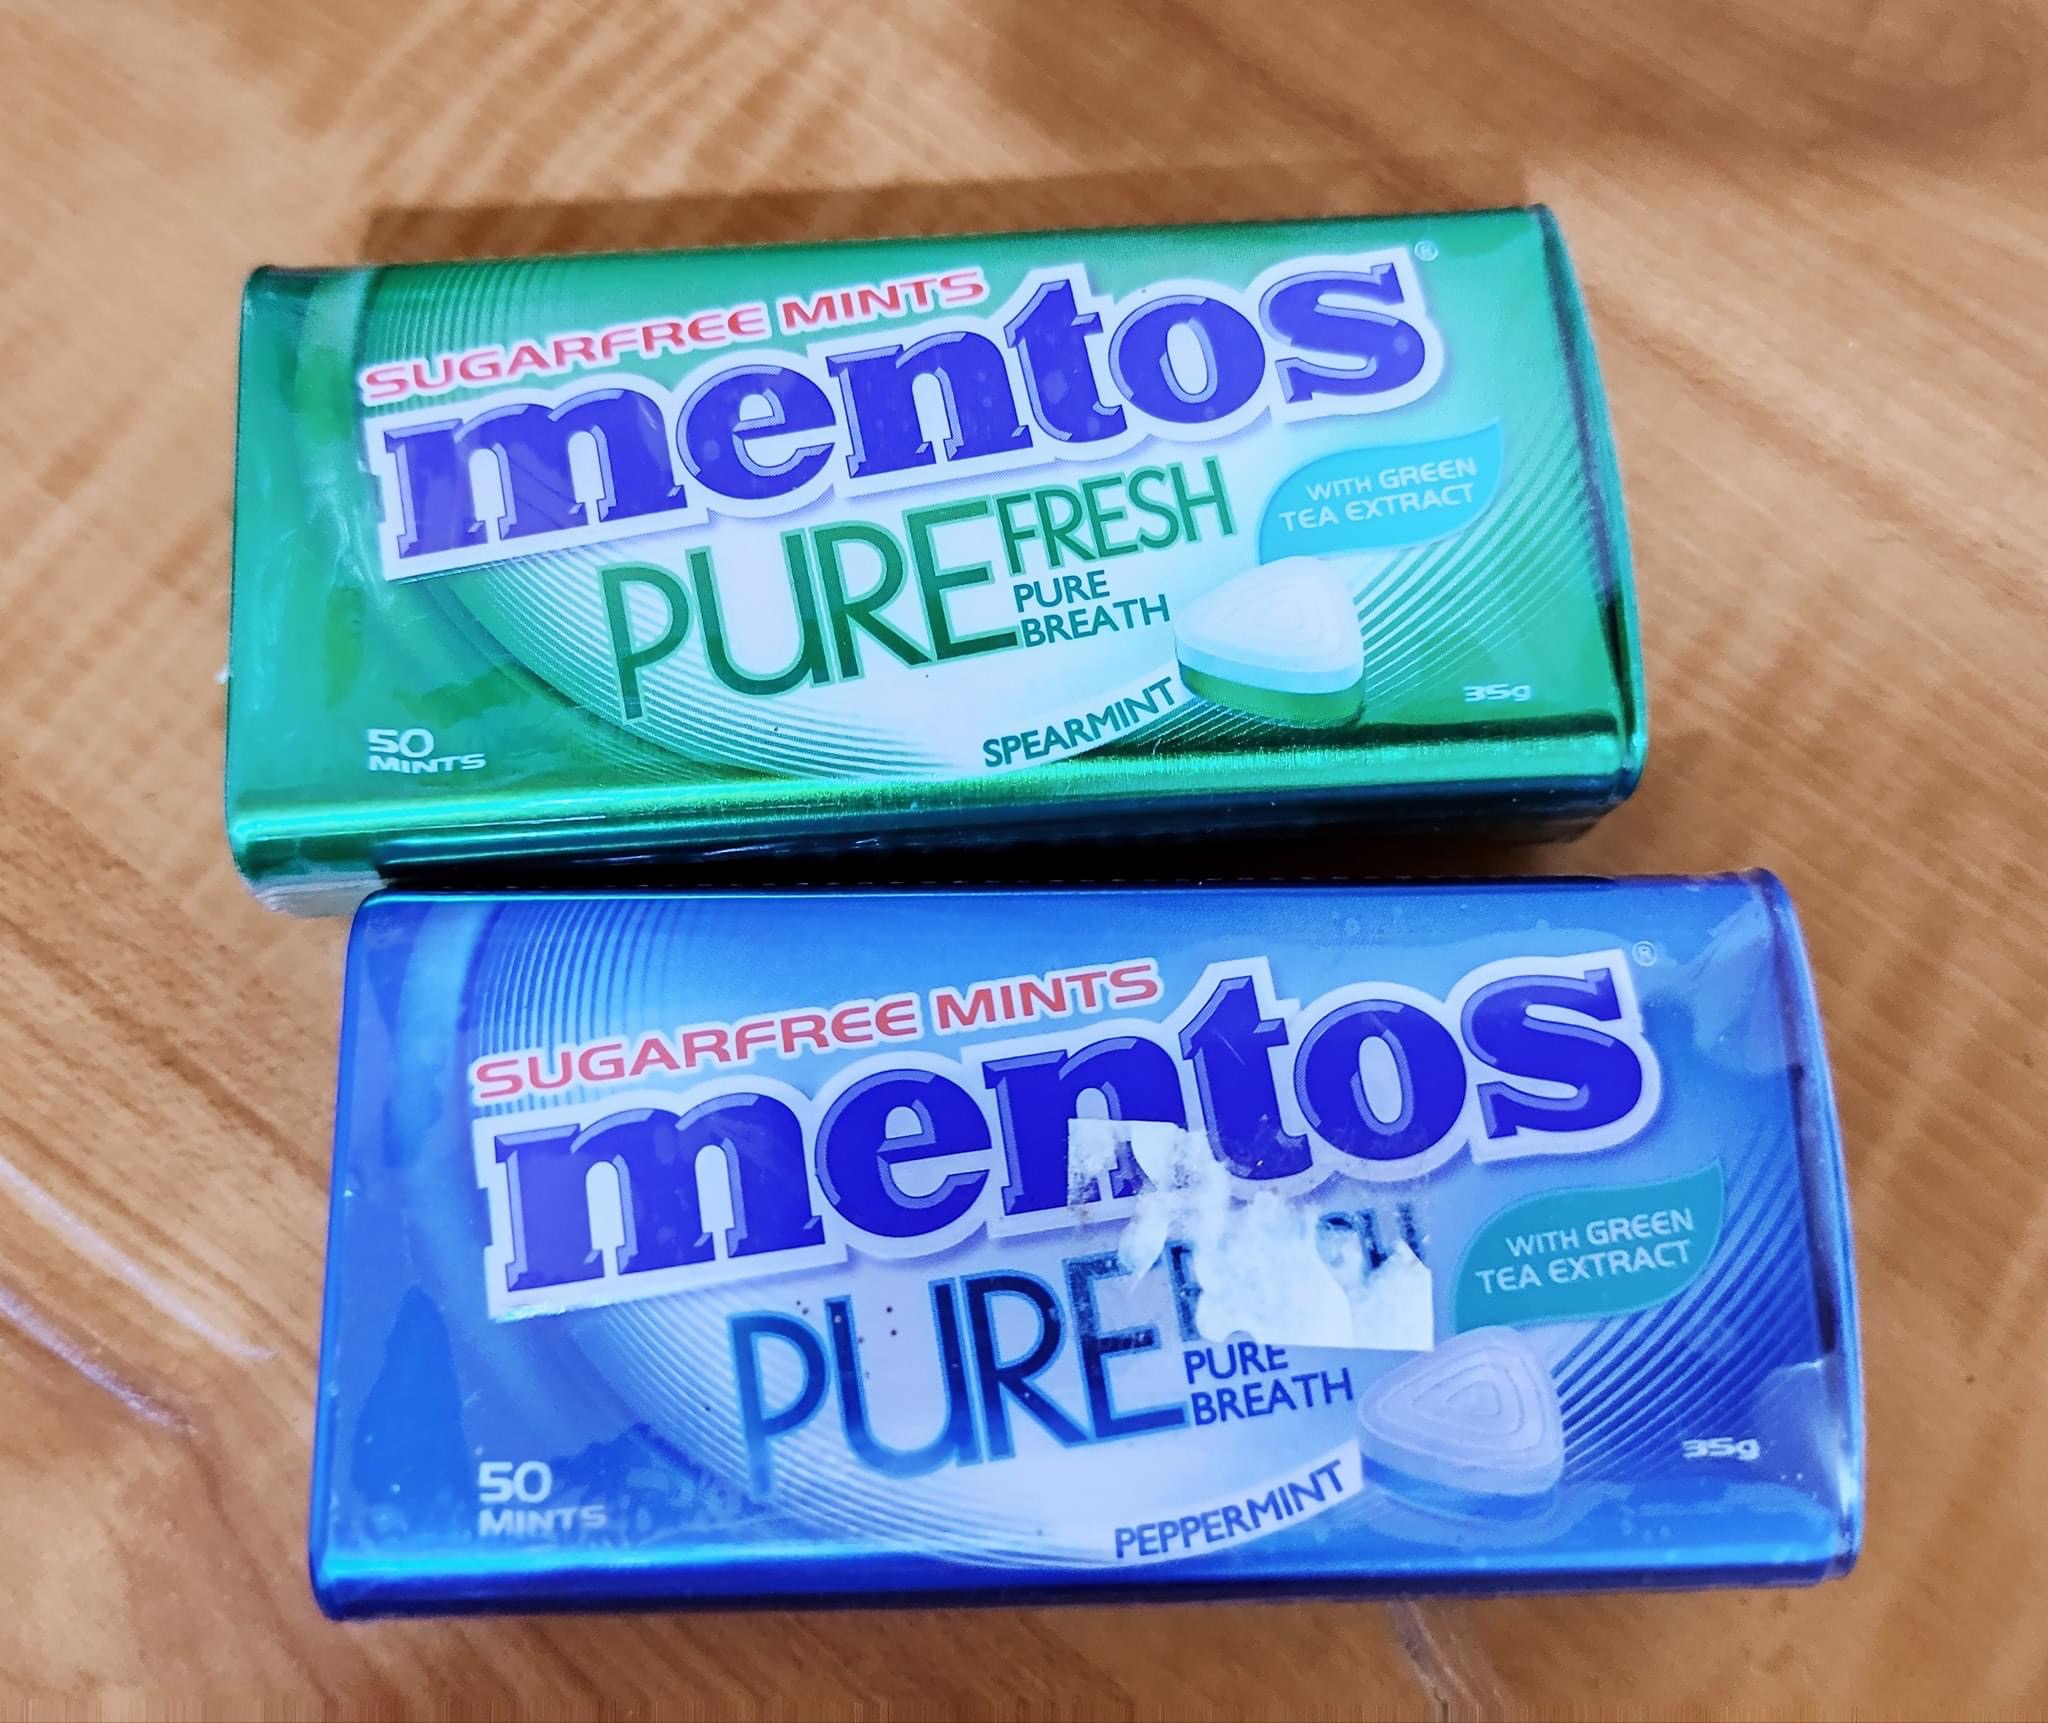 SUGARFREE MINTS
mentos®
PURE FRESH
PURE
BREATH
WITH GREEN
TEA EXTRACT
SPEARMINT
50
MINTS
35g
SUGARFREE MINTS
mentos®
PURE
PURE
BREATH
WITH GREEN
TEA EXTRACT
PEPPERMINT
50
MINTS
35g